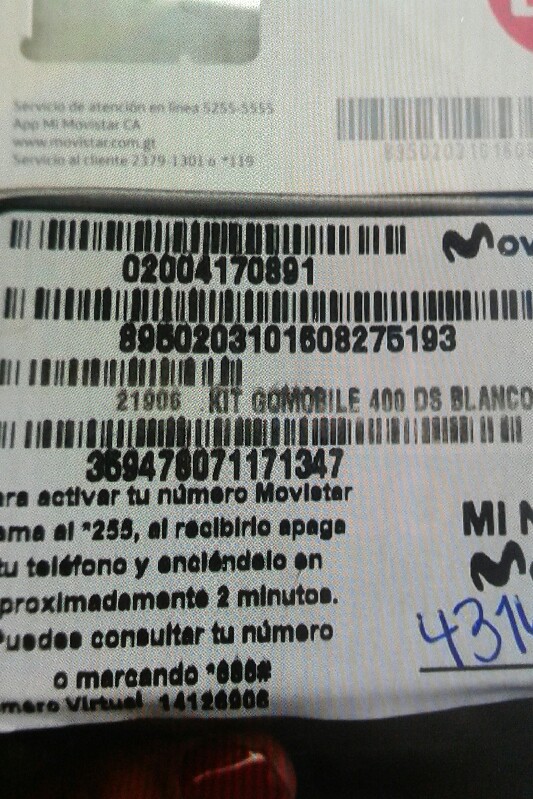 Servicio de atención en línea 5255-5555
App Mi Movistar CA
www.movistar.com.gt
Servicio al cliente 2379-1301 o *119
02004170891
8950203101608275193
21906 KIT GOMOBILE 400 DS BLANCO
359478071171347
ara activar tu número Movistar
ama al *255, al recibirlo apaga
tu teléfono y enciéndelo en
proximadamente 2 minutos.
Puedes consultar tu número
o marcando
mero Virtual 14126906
MI N
Mov
431